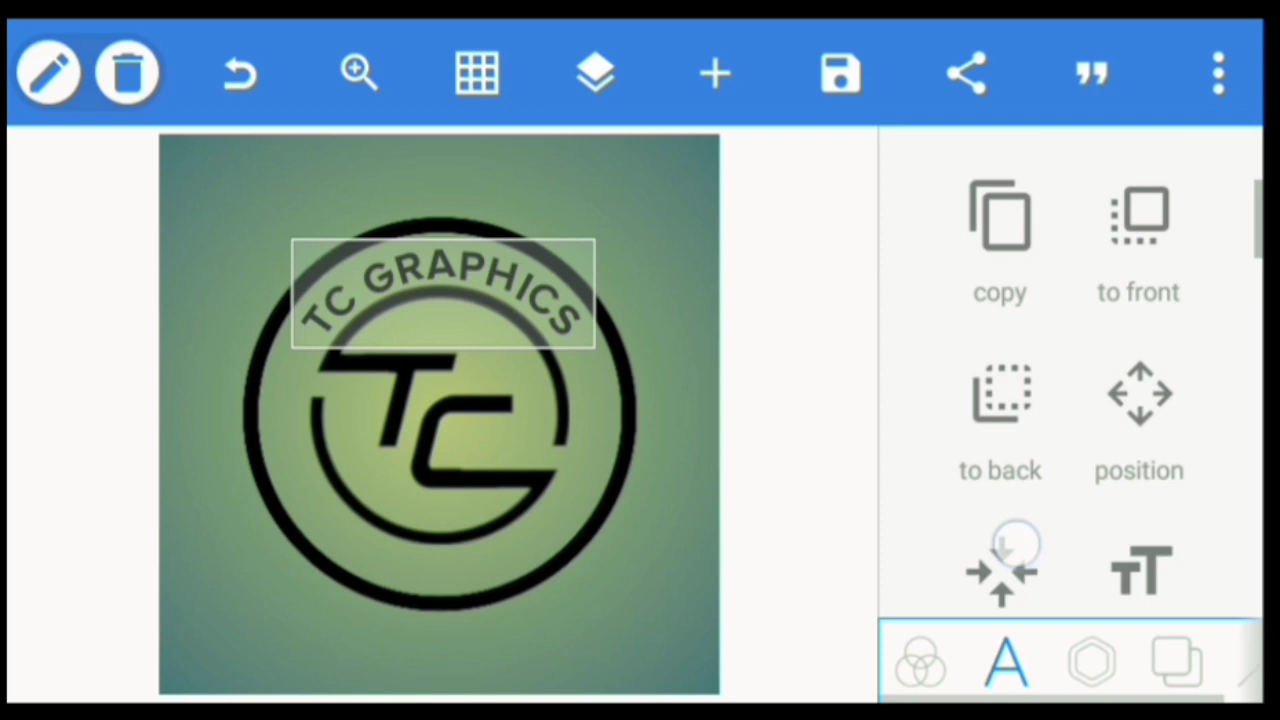 TC GRAPHICS
TC
copy
to front
to back
position